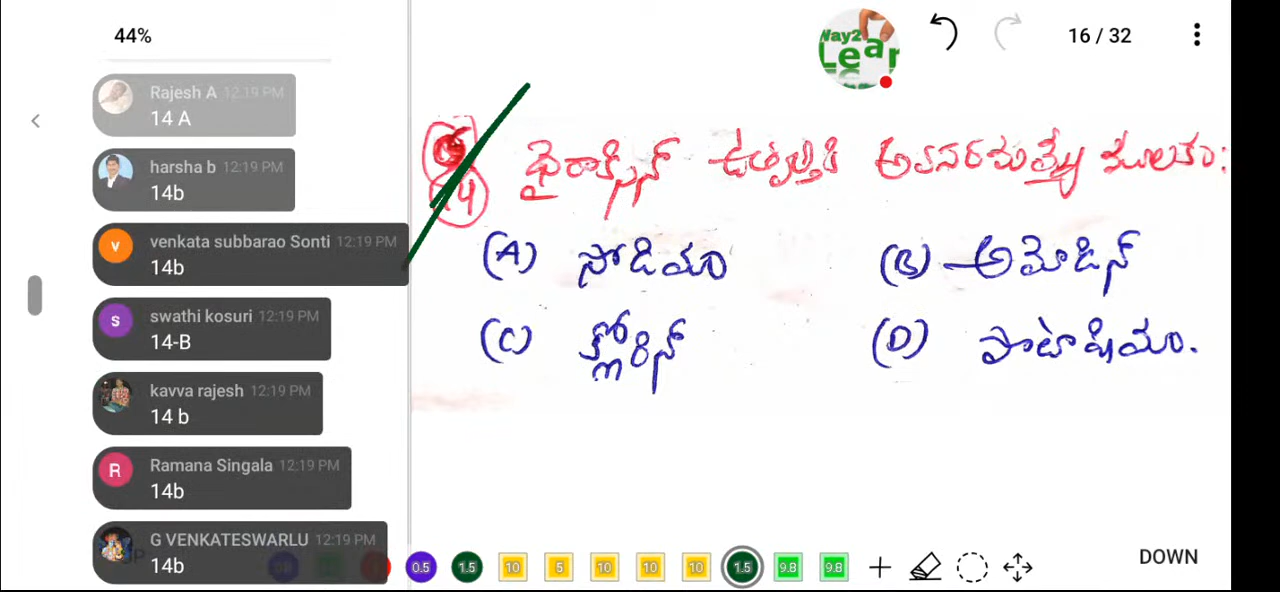 44%
Way2
Lear
16 / 32
Rajesh A 12:19 PM
14 A
harsha b 12:19 PM
14b
venkata subbarao Sonti 12:19 PM
14b
swathi kosuri 12:19 PM
14-B
kavva rajesh 12:19 PM
14 b
Ramana Singala 12:19 PM
14b
G VENKATESWARLU 12:19 PM
14b
14 థైరాక్సిన్ ఉత్పత్తికి అవసరమయ్యే మూలకం:
(A) సోడియం (B) అయోడిన్
(C) క్లోరిన్ (D) పొటాషియం.
0.5 1.5 10 5 10 10 10 1.5 9.8 9.8
DOWN